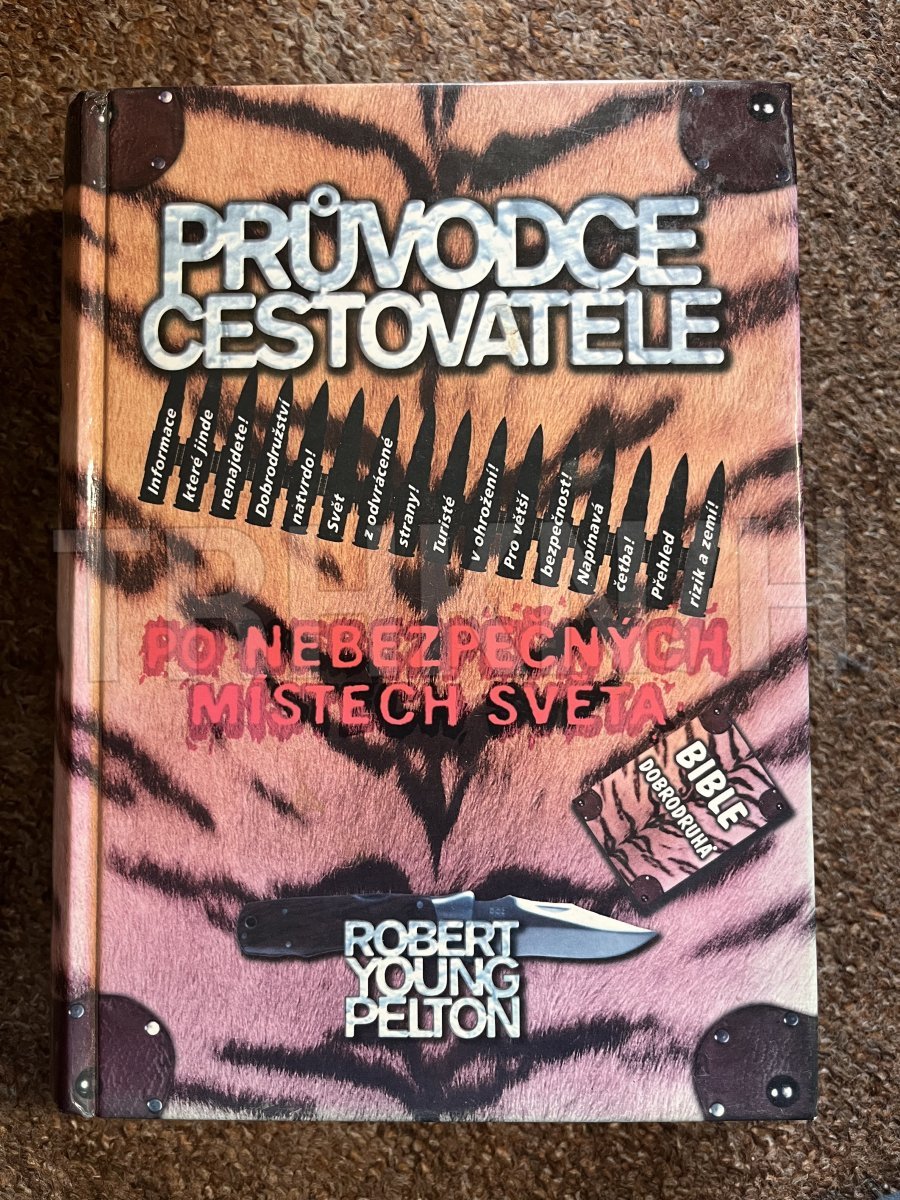 PRŮVODCE
CESTOVATELE
Informace
které jinde
nenajdete!
Dobrodružství
natvrdo!
Svět
z odvrácené
strany!
Turisté
v ohrožení!
Pro větší
bezpečnost!
Napínavá
četba!
Přehled
rizik a zemí!
PO NEBEZPEČNÝCH
MÍSTECH SVĚTA
BIBLE
DOBRODRUHÁ
ROBERT
YOUNG
PELTON